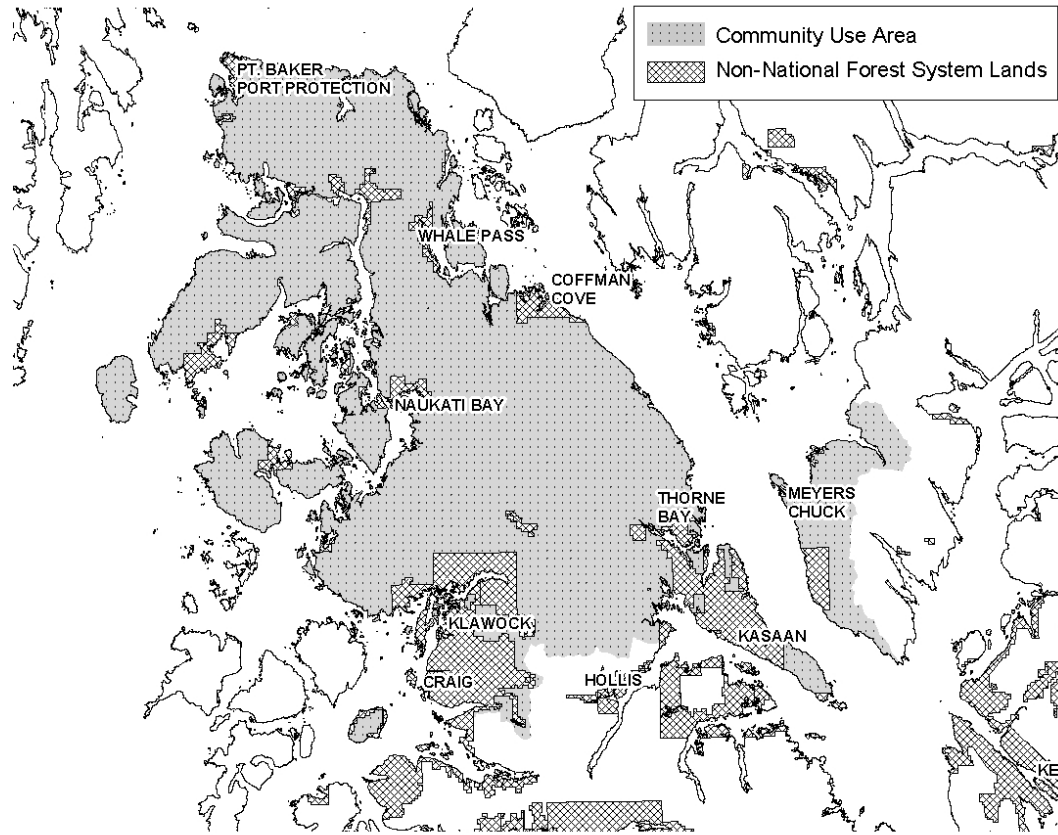 Community Use Area
Non-National Forest System Lands
PT. BAKER
PORT PROTECTION
WHALE PASS
COFFMAN
COVE
NAUKATI BAY
THORNE
BAY
MEYERS
CHUCK
KLAWOCK
KASAAN
CRAIG
HOLLIS
KE